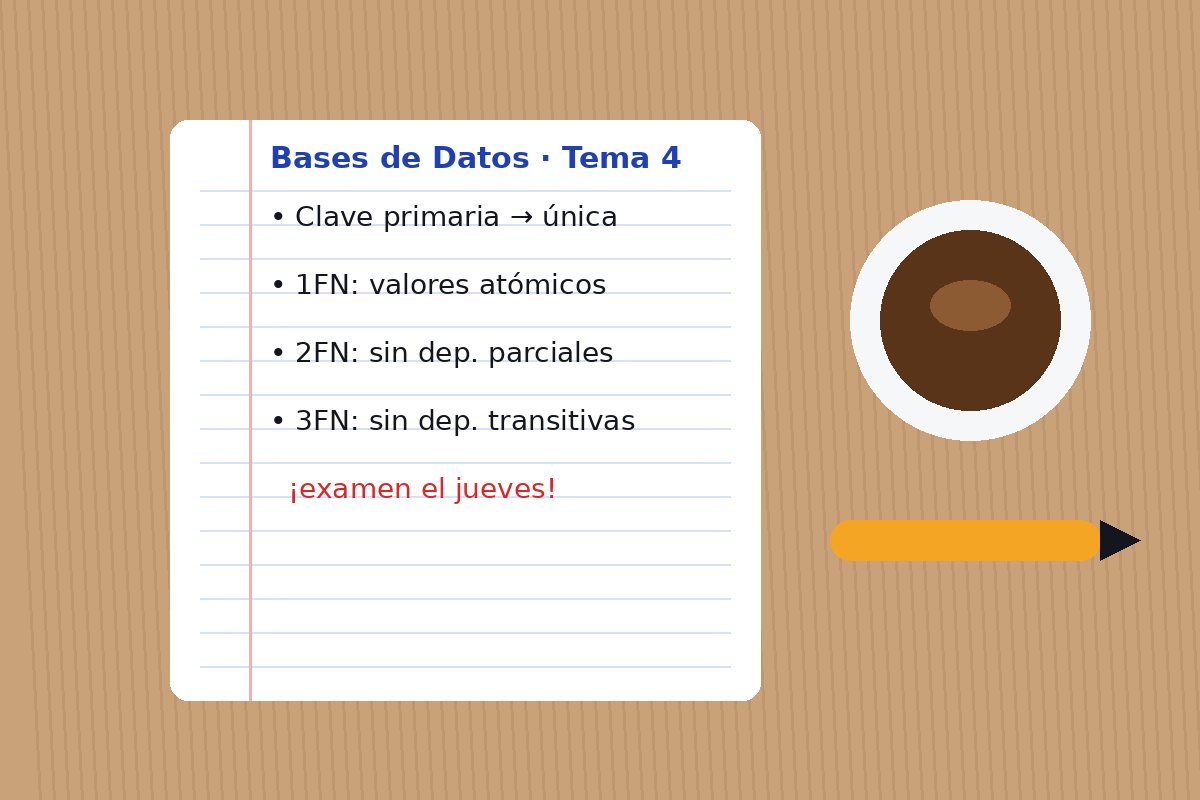 Bases de Datos · Tema 4
• Clave primaria → única
• 1FN: valores atómicos
• 2FN: sin dep. parciales
• 3FN: sin dep. transitivas
¡examen el jueves!